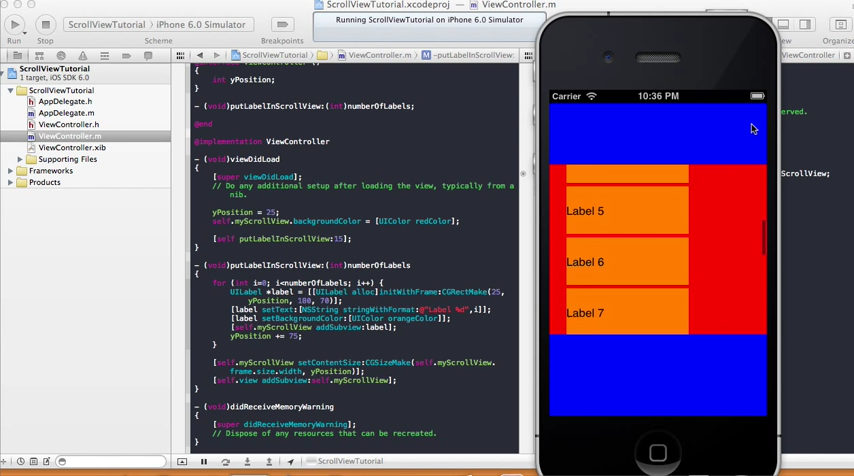 ScrollViewTutorial.xcodeproj
ViewController.m
ScrollViewTutorial
iPhone 6.0 Simulator
Running ScrollViewTutorial on iPhone 6.0 Simulator
Run
Stop
Scheme
Breakpoints
Organize
ScrollViewTutorial
ViewController.m
-putLabelInScrollView:
ViewController
ScrollViewTutorial
1 target, iOS SDK 6.0
ScrollViewTutorial
AppDelegate.h
AppDelegate.m
ViewController.h
ViewController.m
ViewController.xib
Supporting Files
Frameworks
Products
{
int yPosition;
}
- (void)putLabelInScrollView:(int)numberOfLabels;
@end
@implementation ViewController
- (void)viewDidLoad
{
[super viewDidLoad];
// Do any additional setup after loading the view, typically from a
nib.
yPosition = 25;
self.myScrollView.backgroundColor = [UIColor redColor];
[self putLabelInScrollView:15];
}
- (void)putLabelInScrollView:(int)numberOfLabels
{
for (int i=0; i<numberOfLabels; i++) {
UILabel *label = [[UILabel alloc]initWithFrame:CGRectMake(25,
yPosition, 180, 70)];
[label setText:[NSString stringWithFormat:@"Label %d",i]];
[label setBackgroundColor:[UIColor orangeColor]];
[self.myScrollView addSubview:label];
yPosition += 75;
}
[self.myScrollView setContentSize:CGSizeMake(self.myScrollView.
frame.size.width, yPosition)];
[self.view addSubview:self.myScrollView];
}
- (void)didReceiveMemoryWarning
{
[super didReceiveMemoryWarning];
// Dispose of any resources that can be recreated.
}
ScrollViewTutorial
Carrier
10:36 PM
Label 5
Label 6
Label 7
served.
ScrollView;